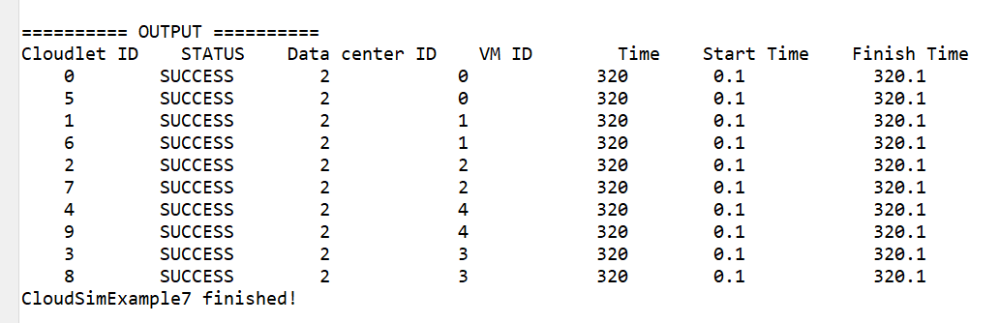 ========== OUTPUT ==========
Cloudlet ID    STATUS    Data center ID    VM ID        Time    Start Time    Finish Time
    0        SUCCESS        2            0            320        0.1            320.1
    5        SUCCESS        2            0            320        0.1            320.1
    1        SUCCESS        2            1            320        0.1            320.1
    6        SUCCESS        2            1            320        0.1            320.1
    2        SUCCESS        2            2            320        0.1            320.1
    7        SUCCESS        2            2            320        0.1            320.1
    4        SUCCESS        2            4            320        0.1            320.1
    9        SUCCESS        2            4            320        0.1            320.1
    3        SUCCESS        2            3            320        0.1            320.1
    8        SUCCESS        2            3            320        0.1            320.1
CloudSimExample7 finished!